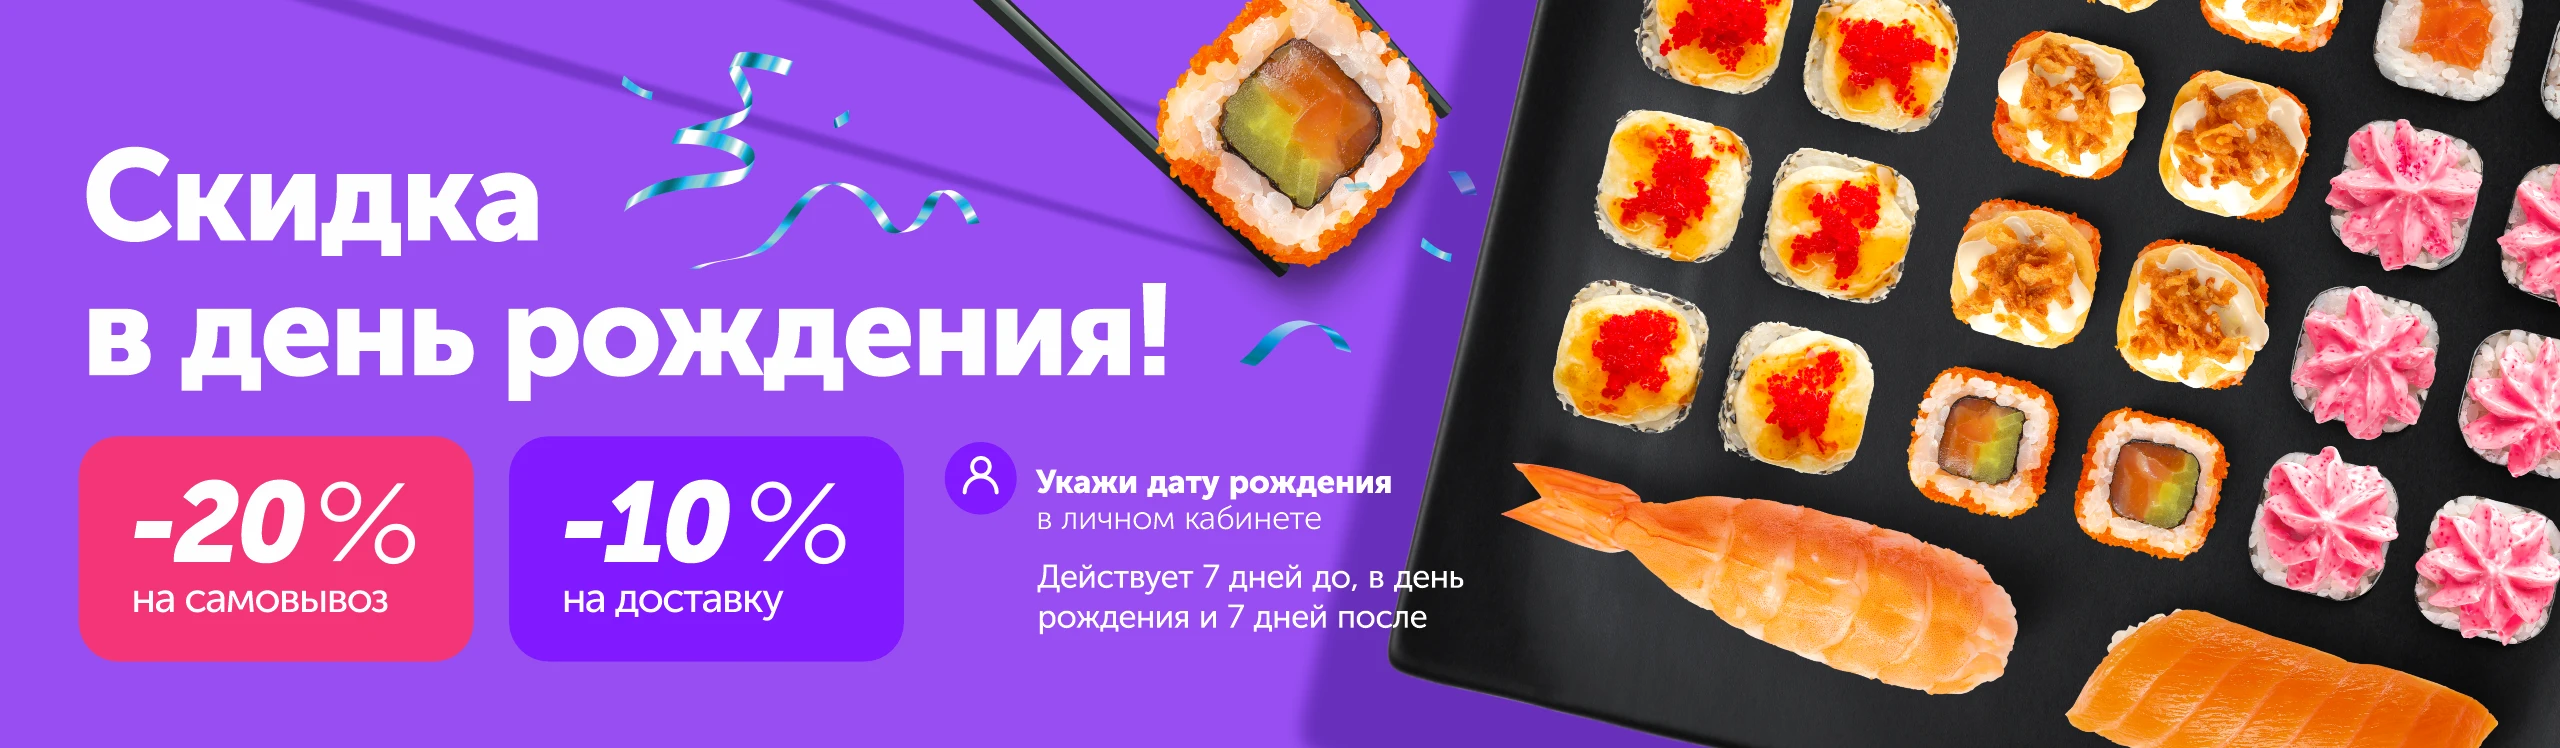 Скидка
в день рождения!
-20%
на самовывоз
-10%
на доставку
Укажи дату рождения
в личном кабинете
Действует 7 дней до, в день
рождения и 7 дней после